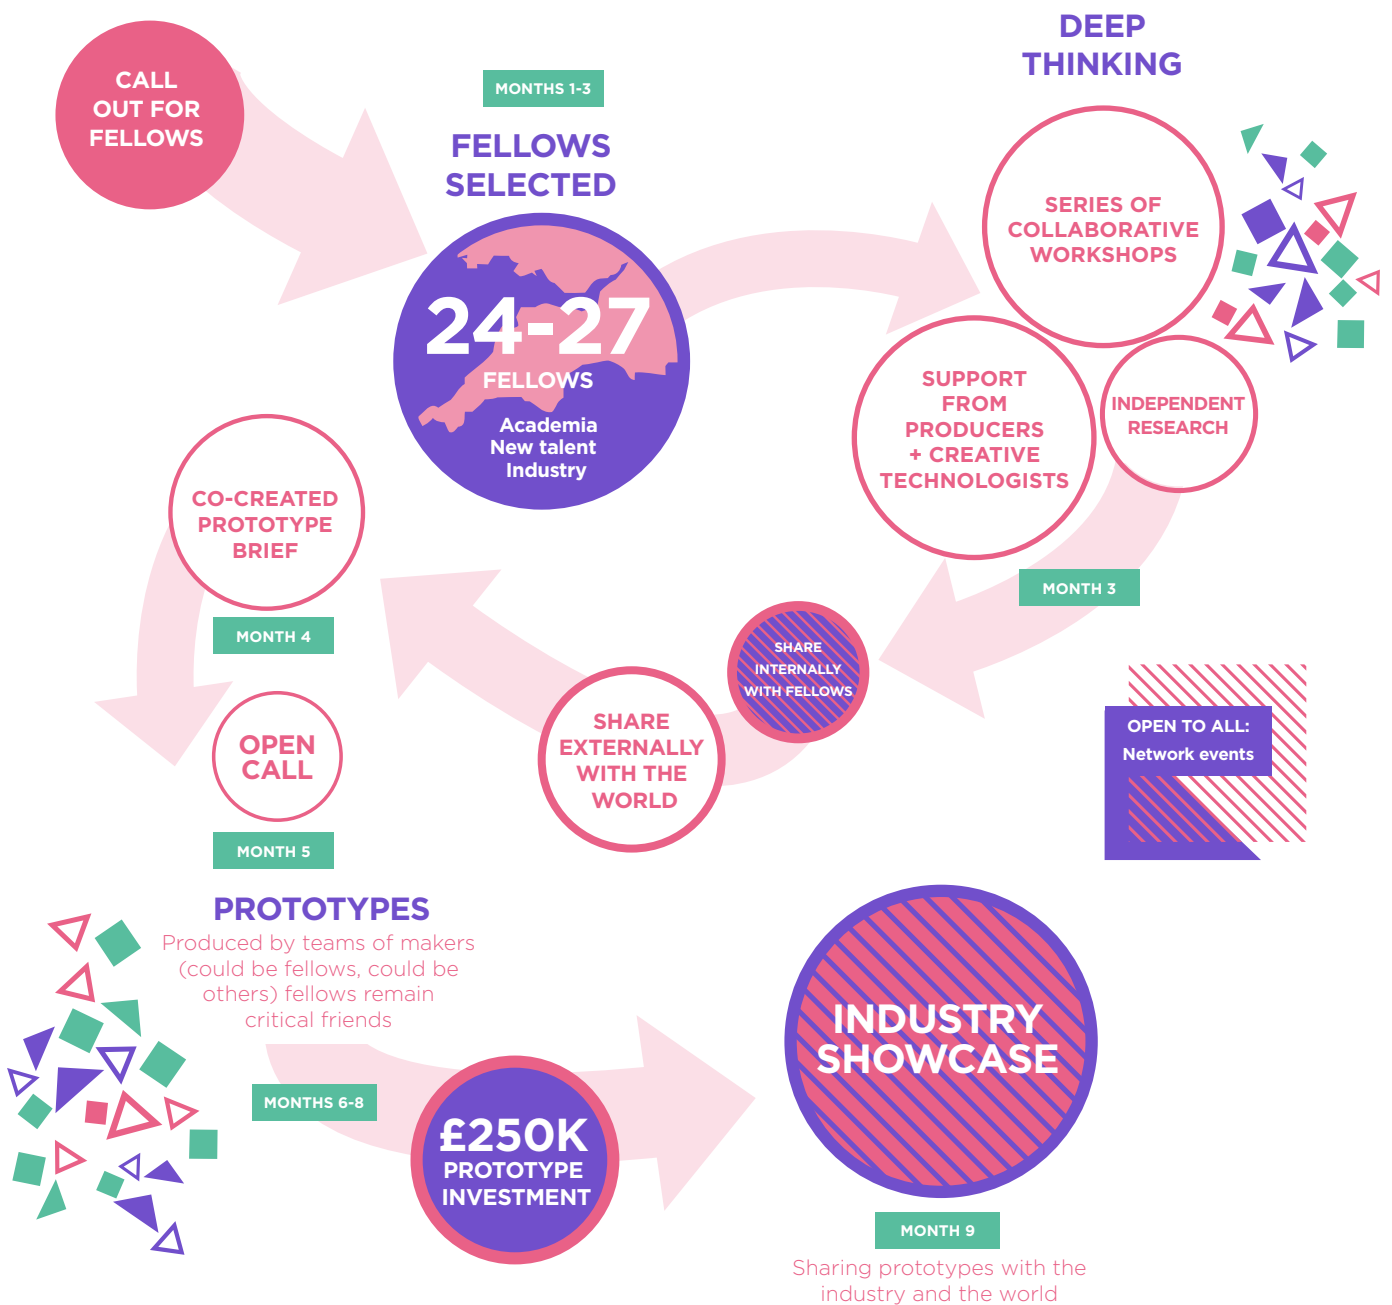 CALL
OUT FOR
FELLOWS
MONTHS 1-3
FELLOWS
SELECTED
24-27
FELLOWS
Academia
New talent
Industry
DEEP
THINKING
SERIES OF
COLLABORATIVE
WORKSHOPS
SUPPORT
FROM
PRODUCERS
+ CREATIVE
TECHNOLOGISTS
INDEPENDENT
RESEARCH
MONTH 3
SHARE
INTERNALLY
WITH FELLOWS
SHARE
EXTERNALLY
WITH THE
WORLD
CO-CREATED
PROTOTYPE
BRIEF
MONTH 4
OPEN
CALL
MONTH 5
OPEN TO ALL:
Network events
PROTOTYPES
Produced by teams of makers
(could be fellows, could be
others) fellows remain
critical friends
MONTHS 6-8
£250K
PROTOTYPE
INVESTMENT
INDUSTRY
SHOWCASE
MONTH 9
Sharing prototypes with the
industry and the world